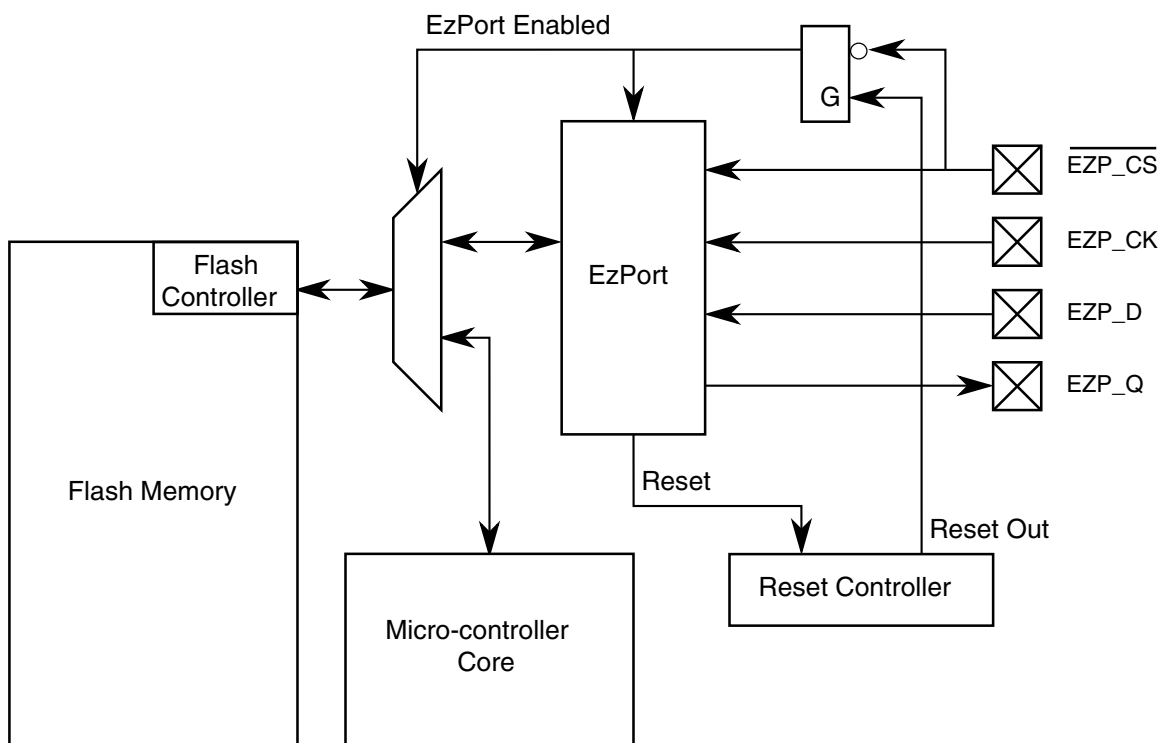 EzPort Enabled
G
EZP_CS
EZP_CK
EZP_D
EZP_Q
Flash
Controller
EzPort
Flash Memory
Reset
Reset Out
Reset Controller
Micro-controller
Core